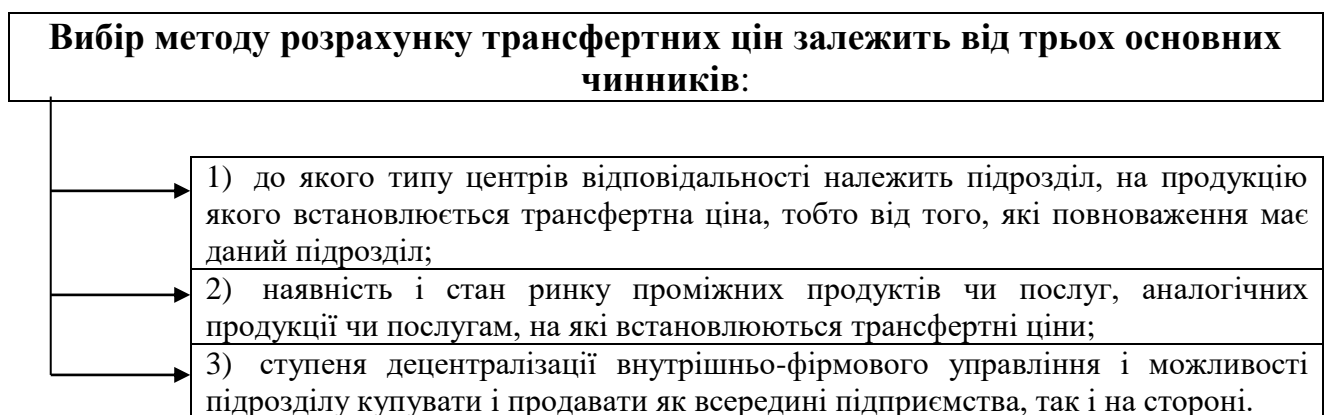 Вибір методу розрахунку трансфертних цін залежить від трьох основних
чинників:
1) до якого типу центрів відповідальності належить підрозділ, на продукцію
якого встановлюється трансфертна ціна, тобто від того, які повноваження має
даний підрозділ;
2) наявність і стан ринку проміжних продуктів чи послуг, аналогічних
продукції чи послугам, на які встановлюються трансфертні ціни;
3) ступеня децентралізації внутрішньо-фірмового управління і можливості
підрозділу купувати і продавати як всередині підприємства, так і на стороні.